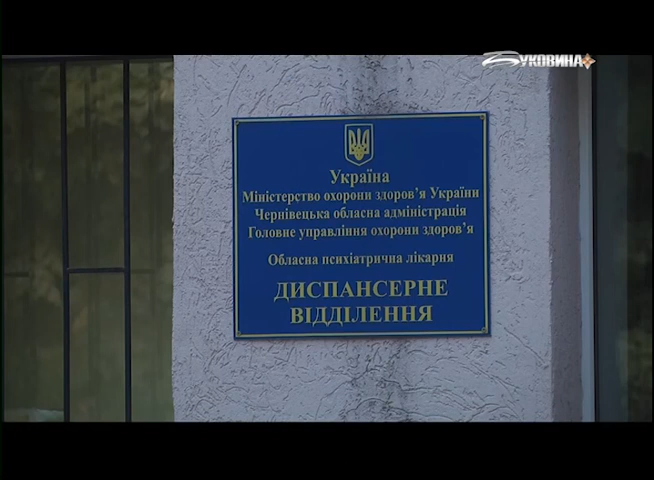 БУКОВИНА
Україна
Міністерство охорони здоров'я України
Чернівецька обласна адміністрація
Головне управління охорони здоров'я
Обласна психіатрична лікарня
ДИСПАНСЕРНЕ
ВІДДІЛЕННЯ